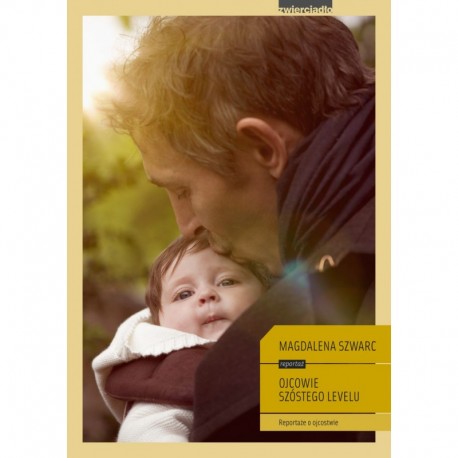 zwierciadło
MAGDALENA SZWARC
reportaż
OJCOWIE
SZÓSTEGO LEVELU
Reportaże o ojcostwie